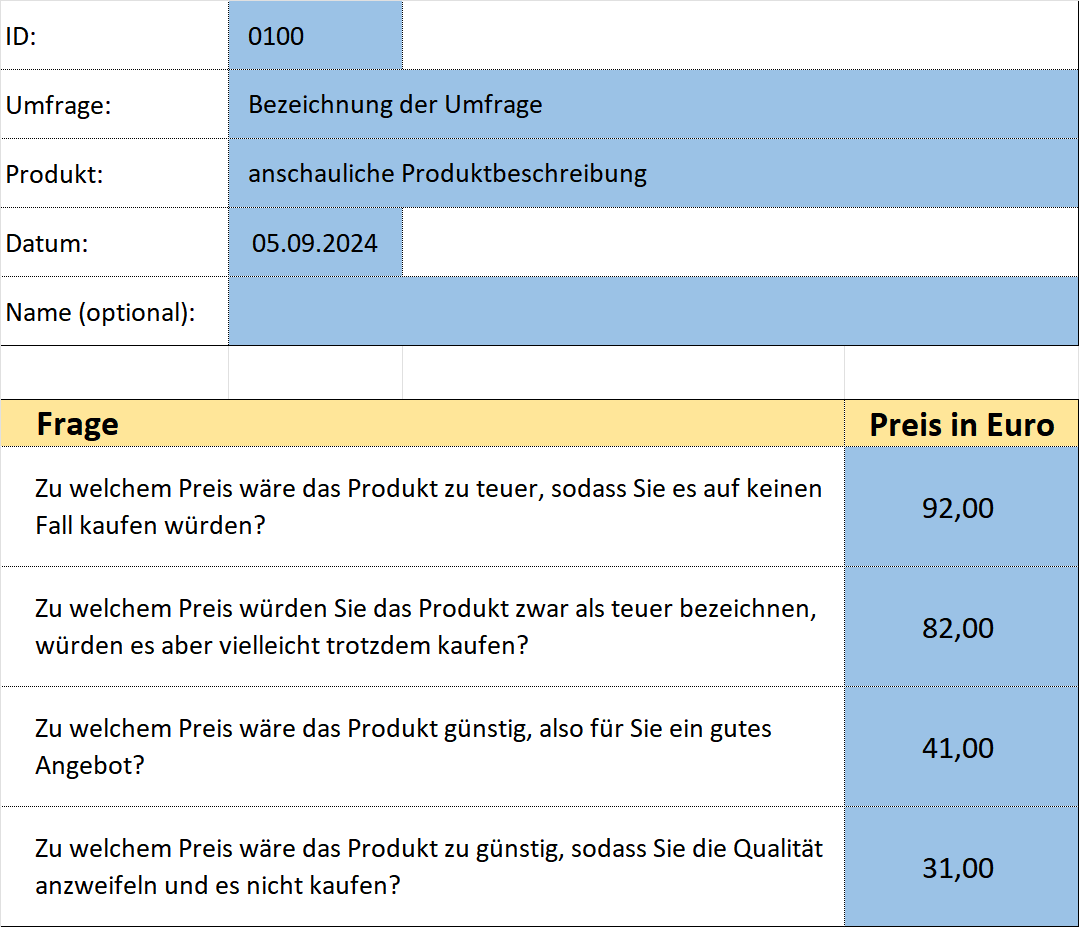 ID: 0100
Umfrage: Bezeichnung der Umfrage
Produkt: anschauliche Produktbeschreibung
Datum: 05.09.2024
Name (optional):
Frage Preis in Euro
Zu welchem Preis wäre das Produkt zu teuer, sodass Sie es auf keinen
Fall kaufen würden?
92,00
Zu welchem Preis würden Sie das Produkt zwar als teuer bezeichnen,
würden es aber vielleicht trotzdem kaufen?
82,00
Zu welchem Preis wäre das Produkt günstig, also für Sie ein gutes
Angebot?
41,00
Zu welchem Preis wäre das Produkt zu günstig, sodass Sie die Qualität
anzweifeln und es nicht kaufen?
31,00